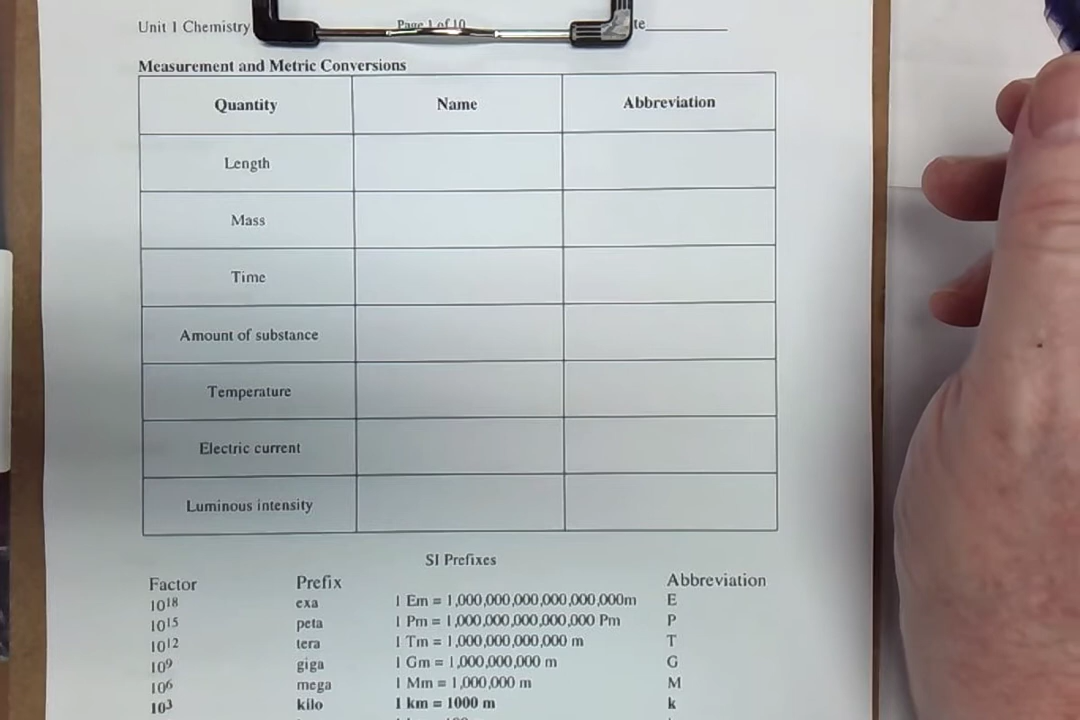 Unit 1 Chemistry
Page 1 of 10
te
Measurement and Metric Conversions
Quantity Name Abbreviation
Length
Mass
Time
Amount of substance
Temperature
Electric current
Luminous intensity
SI Prefixes
Factor Prefix Abbreviation
10¹⁸ exa 1 Em = 1,000,000,000,000,000,000m E
10¹⁵ peta 1 Pm = 1,000,000,000,000,000 Pm P
10¹² tera 1 Tm = 1,000,000,000,000 m T
10⁹ giga 1 Gm = 1,000,000,000 m G
10⁶ mega 1 Mm = 1,000,000 m M
10³ kilo 1 km = 1000 m k